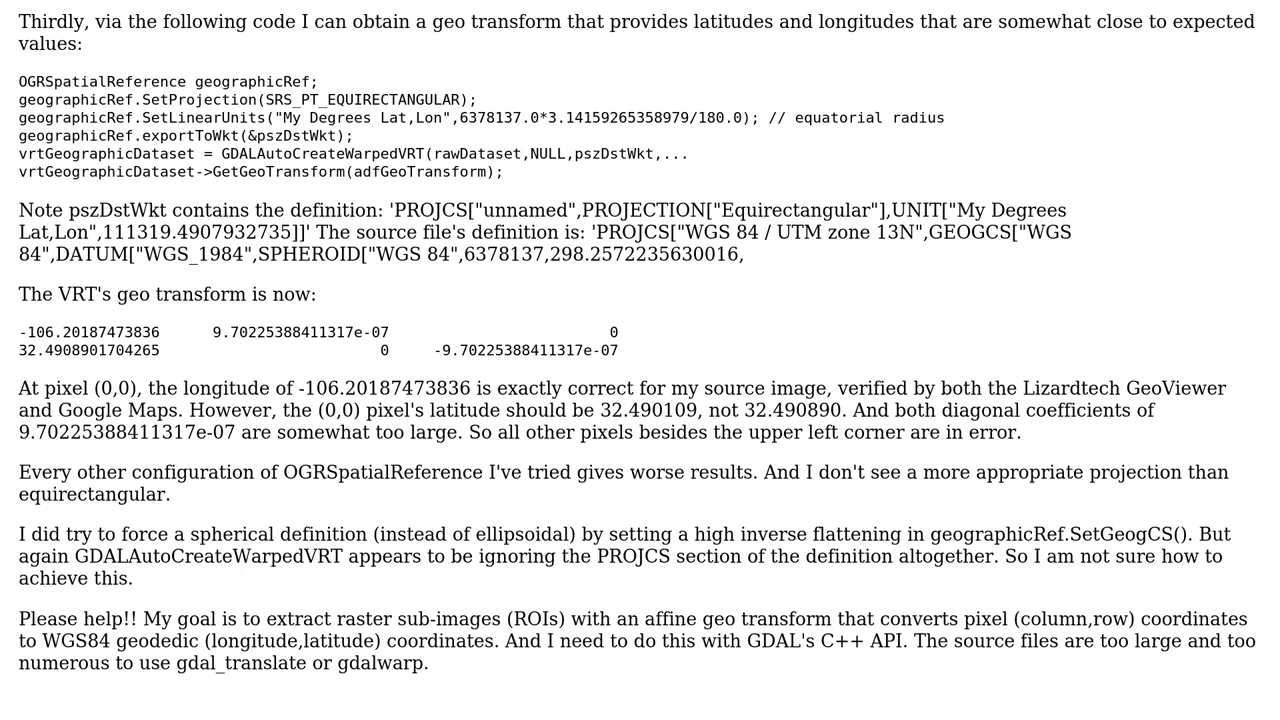 Thirdly, via the following code I can obtain a geo transform that provides latitudes and longitudes that are somewhat close to expected
values:
OGRSpatialReference geographicRef;
geographicRef.SetProjection(SRS_PT_EQUIRECTANGULAR);
geographicRef.SetLinearUnits("My Degrees Lat,Lon",6378137.0*3.14159265358979/180.0); // equatorial radius
geographicRef.exportToWkt(&pszDstWkt);
vrtGeographicDataset = GDALAutoCreateWarpedVRT(rawDataset,NULL,pszDstWkt,...
vrtGeographicDataset->GetGeoTransform(adfGeoTransform);
Note pszDstWkt contains the definition: 'PROJCS["unnamed",PROJECTION["Equirectangular"],UNIT["My Degrees
Lat,Lon",111319.4907932735]]' The source file's definition is: 'PROJCS["WGS 84 / UTM zone 13N",GEOGCS["WGS
84",DATUM["WGS_1984",SPHEROID["WGS 84",6378137,298.2572235630016,
The VRT's geo transform is now:
-106.20187473836      9.70225388411317e-07                         0
32.4908901704265                         0     -9.70225388411317e-07
At pixel (0,0), the longitude of -106.20187473836 is exactly correct for my source image, verified by both the Lizardtech GeoViewer
and Google Maps. However, the (0,0) pixel's latitude should be 32.490109, not 32.490890. And both diagonal coefficients of
9.70225388411317e-07 are somewhat too large. So all other pixels besides the upper left corner are in error.
Every other configuration of OGRSpatialReference I've tried gives worse results. And I don't see a more appropriate projection than
equirectangular.
I did try to force a spherical definition (instead of ellipsoidal) by setting a high inverse flattening in geographicRef.SetGeogCS(). But
again GDALAutoCreateWarpedVRT appears to be ignoring the PROJCS section of the definition altogether. So I am not sure how to
achieve this.
Please help!! My goal is to extract raster sub-images (ROIs) with an affine geo transform that converts pixel (column,row) coordinates
to WGS84 geodedic (longitude,latitude) coordinates. And I need to do this with GDAL's C++ API. The source files are too large and too
numerous to use gdal_translate or gdalwarp.